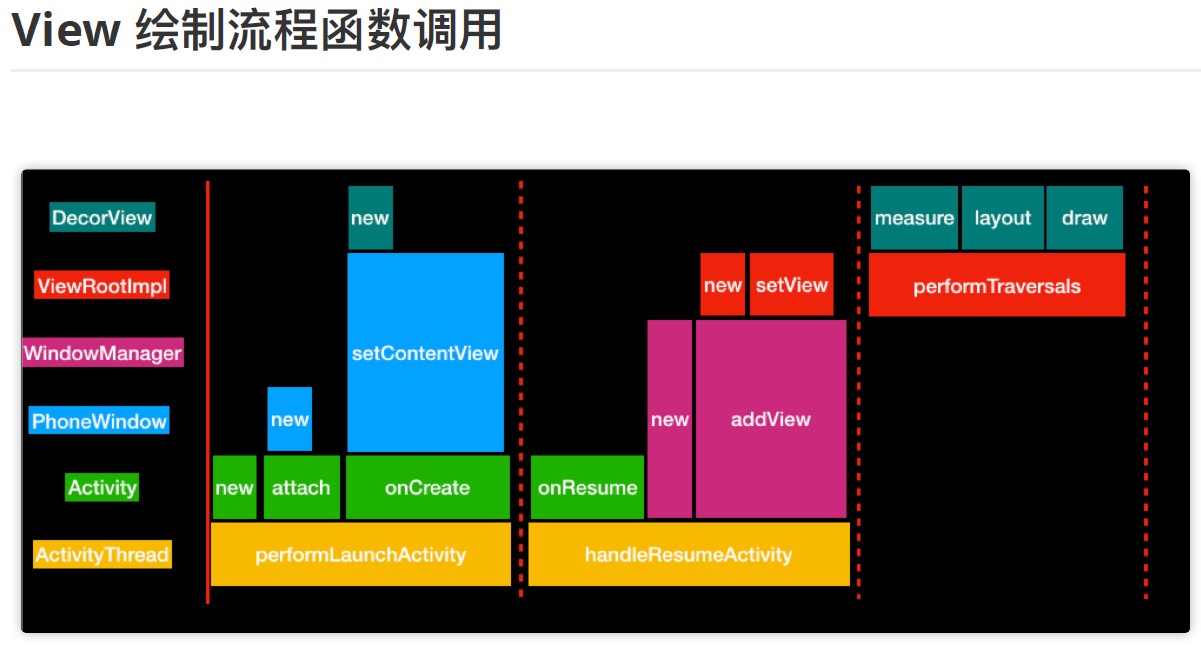 View 绘制流程函数调用
DecorView new measure layout draw
ViewRootImpl new setView performTraversals
WindowManager setContentView
PhoneWindow new new addView
Activity new attach onCreate onResume
ActivityThread performLaunchActivity handleResumeActivity